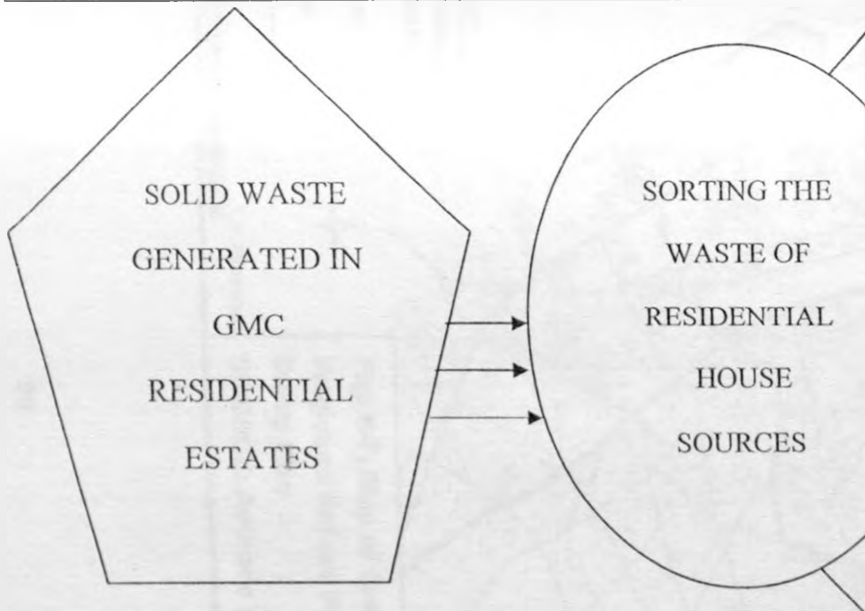 SOLID WASTE
GENERATED IN
GMC
RESIDENTIAL
ESTATES
SORTING THE
WASTE OF
RESIDENTIAL
HOUSE
SOURCES